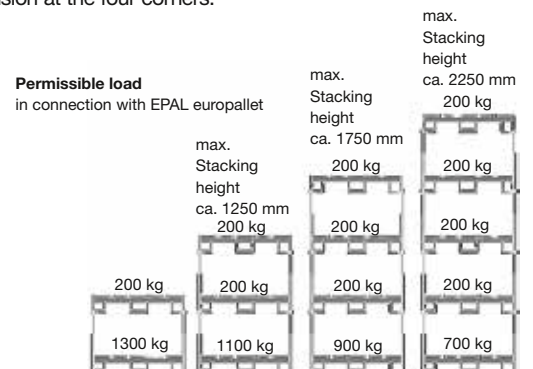 sion at the four corners.
Permissible load
in connection with EPAL europallet
max.
Stacking
height
ca. 1250 mm
max.
Stacking
height
ca. 1750 mm
max.
Stacking
height
ca. 2250 mm
200 kg
1300 kg
200 kg
200 kg
1100 kg
200 kg
200 kg
200 kg
900 kg
200 kg
200 kg
200 kg
200 kg
700 kg